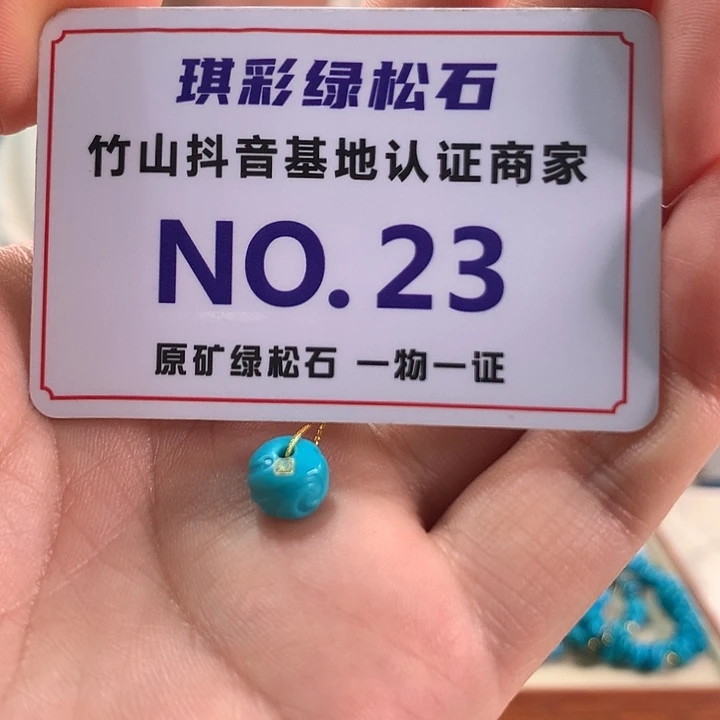 琪彩绿松石
竹山抖音基地认证商家
NO. 23
原矿绿松石 一物一证